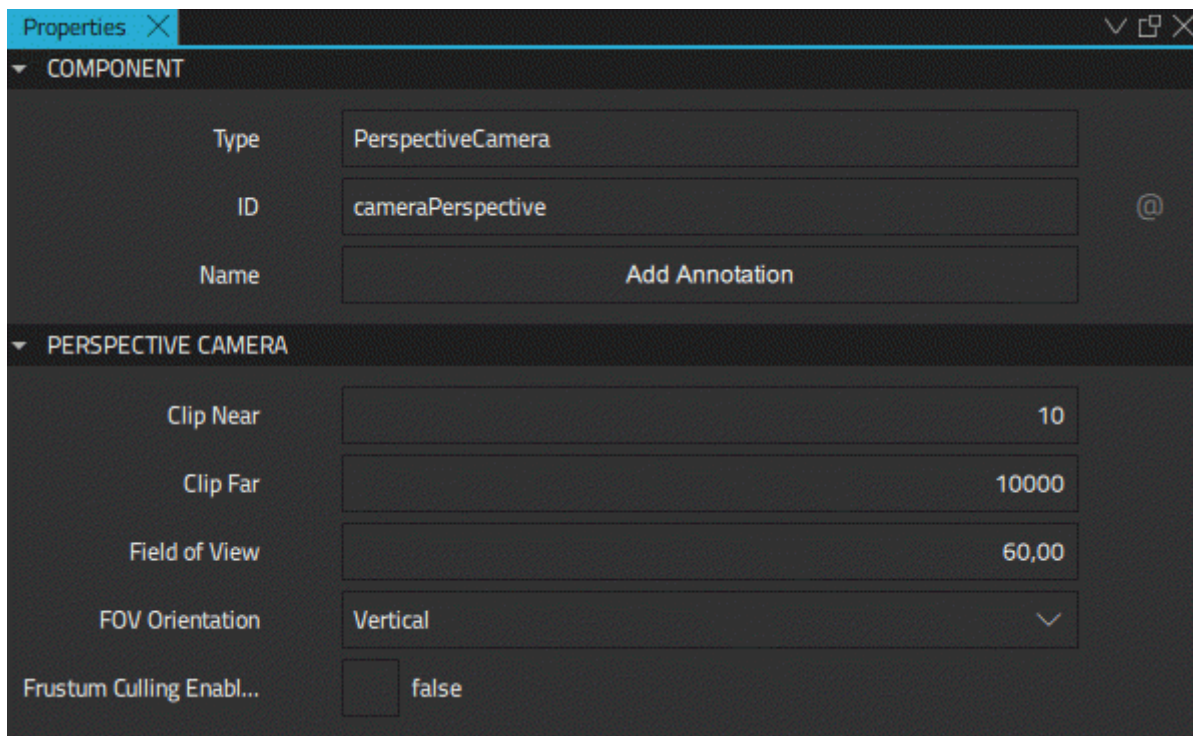 Properties
COMPONENT
Type PerspectiveCamera
ID cameraPerspective @
Name Add Annotation
PERSPECTIVE CAMERA
Clip Near 10
Clip Far 10000
Field of View 60,00
FOV Orientation Vertical
Frustum Culling Enabl... false